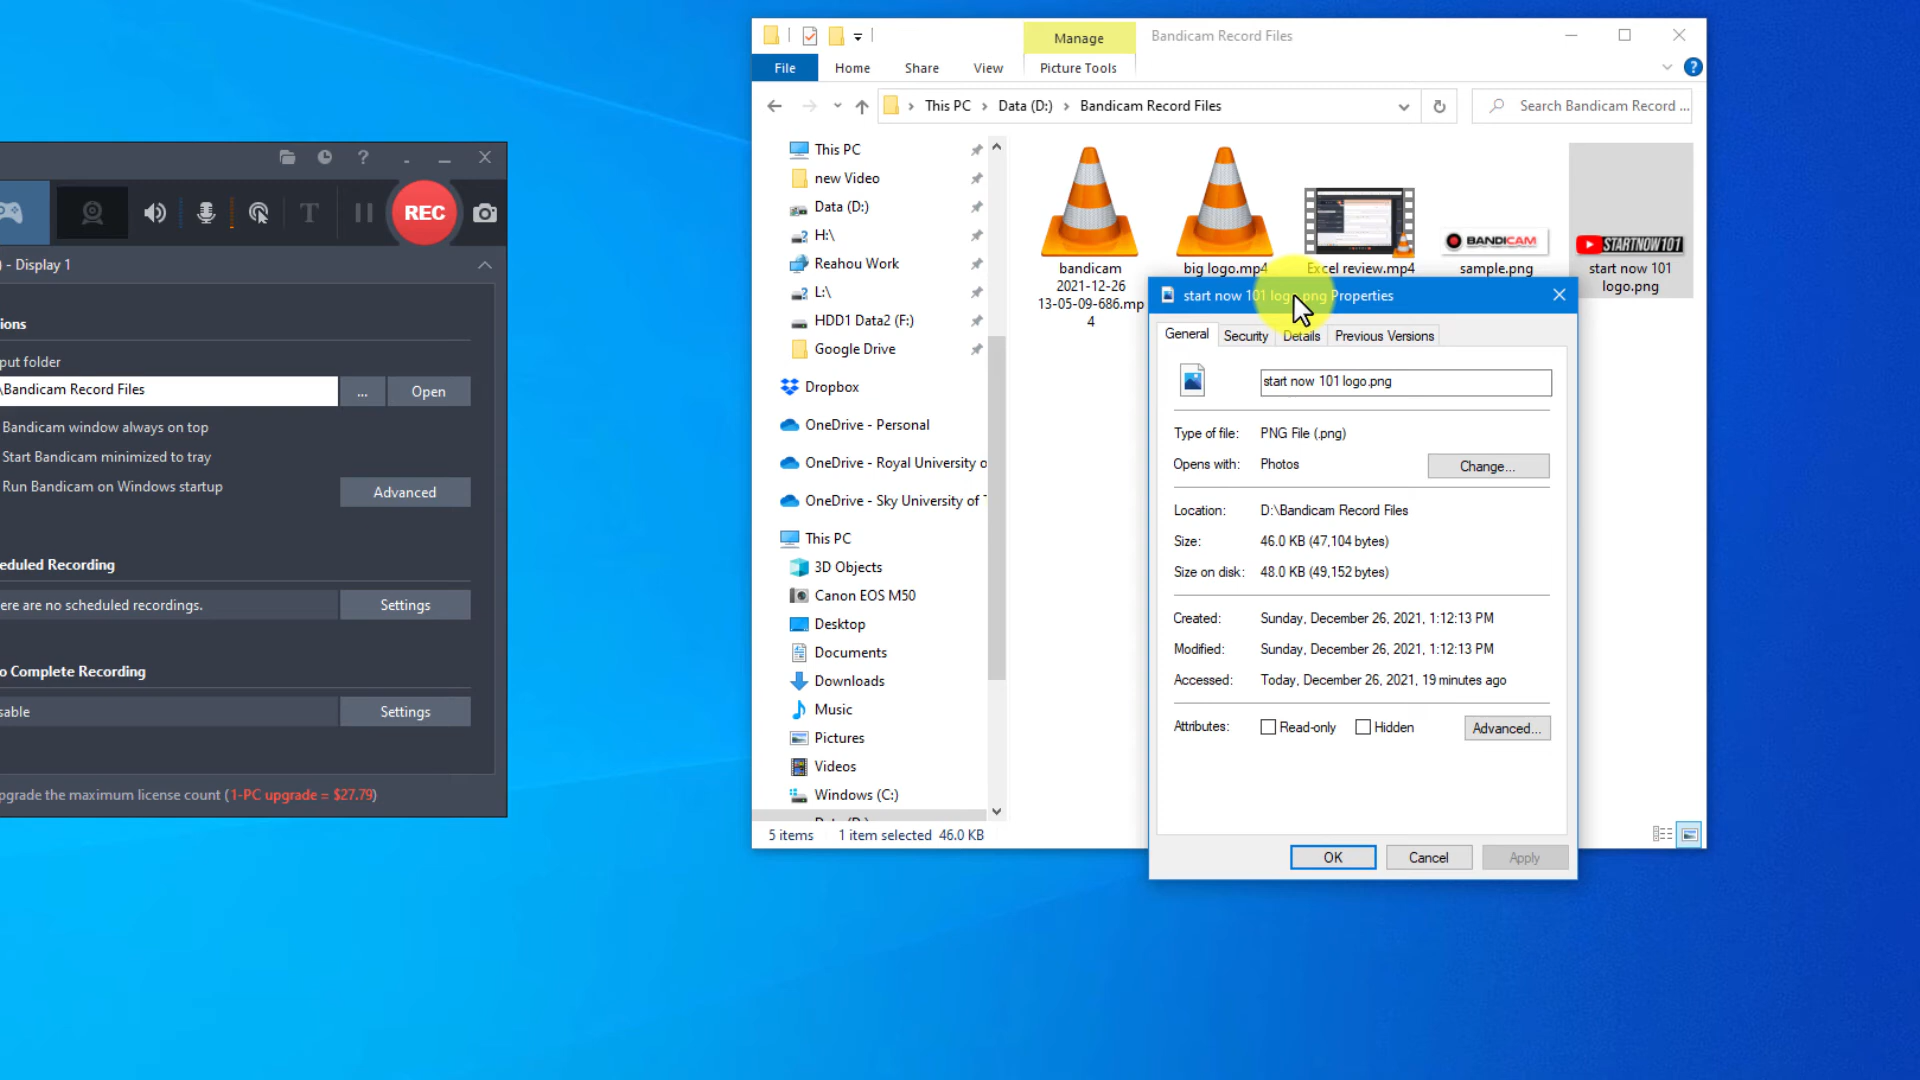 Manage
Bandicam Record Files
File
Home
Share
View
Picture Tools
This PC
Data (D:)
Bandicam Record Files
Search Bandicam Record ...
- Display 1
REC
ions
put folder
\Bandicam Record Files
...
Open
Bandicam window always on top
Start Bandicam minimized to tray
Run Bandicam on Windows startup
Advanced
eduled Recording
ere are no scheduled recordings.
Settings
o Complete Recording
sable
Settings
pgrade the maximum license count (1-PC upgrade = $27.79)
This PC
new Video
Data (D:)
H:\
Reahou Work
L:\
HDD1 Data2 (F:)
Google Drive
Dropbox
OneDrive - Personal
OneDrive - Royal University o
OneDrive - Sky University of
This PC
3D Objects
Canon EOS M50
Desktop
Documents
Downloads
Music
Pictures
Videos
Windows (C:)
5 items
1 item selected 46.0 KB
bandicam
2021-12-26
13-05-09-686.mp
4
big logo.mp4
Excel review.mp4
BANDICAM
sample.png
STARTNOW101
start now 101
logo.png
start now 101 logo.png Properties
General
Security
Details
Previous Versions
start now 101 logo.png
Type of file: PNG File (.png)
Opens with: Photos
Change...
Location: D:\Bandicam Record Files
Size: 46.0 KB (47,104 bytes)
Size on disk: 48.0 KB (49,152 bytes)
Created: Sunday, December 26, 2021, 1:12:13 PM
Modified: Sunday, December 26, 2021, 1:12:13 PM
Accessed: Today, December 26, 2021, 19 minutes ago
Attributes: Read-only Hidden
Advanced...
OK
Cancel
Apply